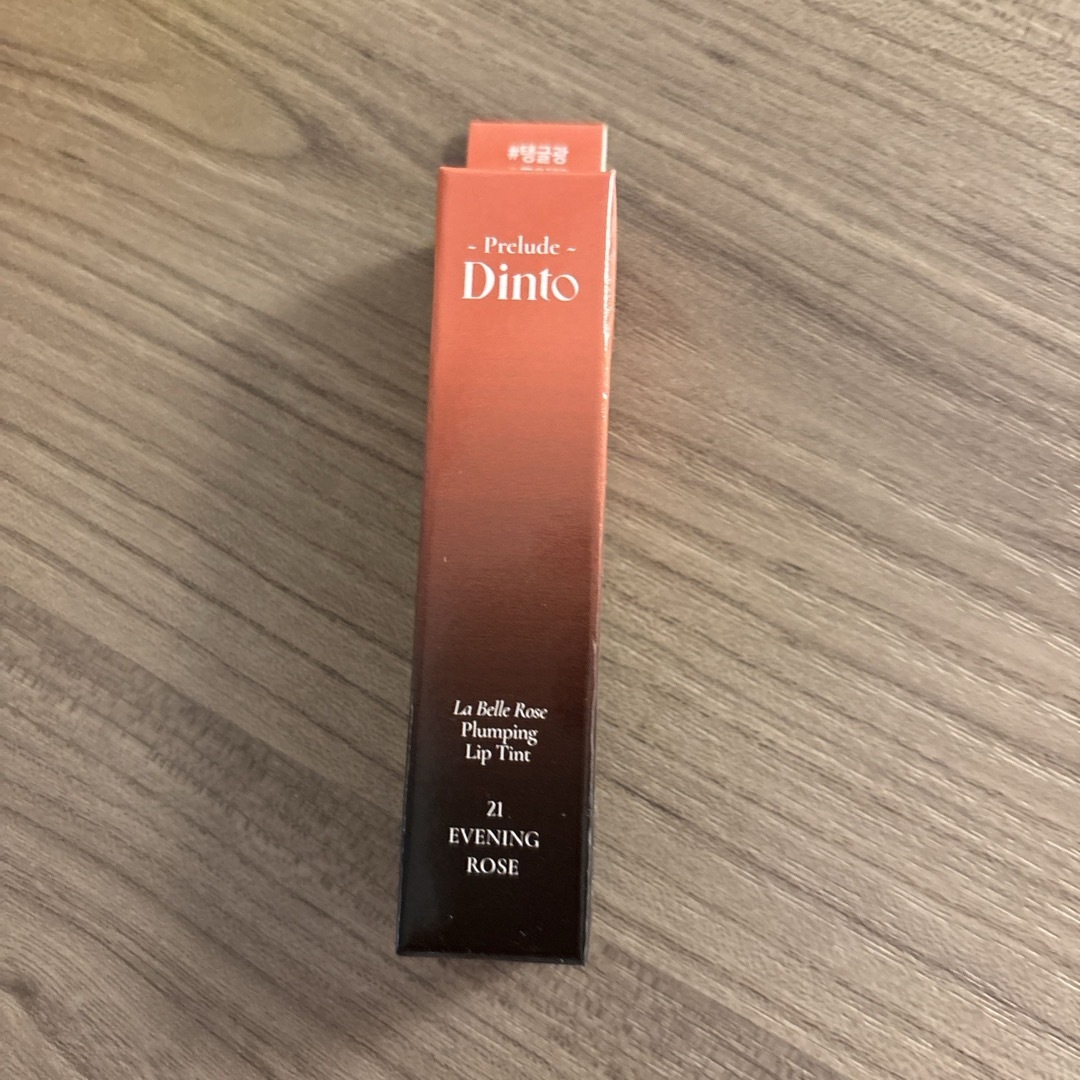 #탱글광
~ Prelude ~
Dinto
La Belle Rose
Plumping
Lip Tint
21
EVENING
ROSE